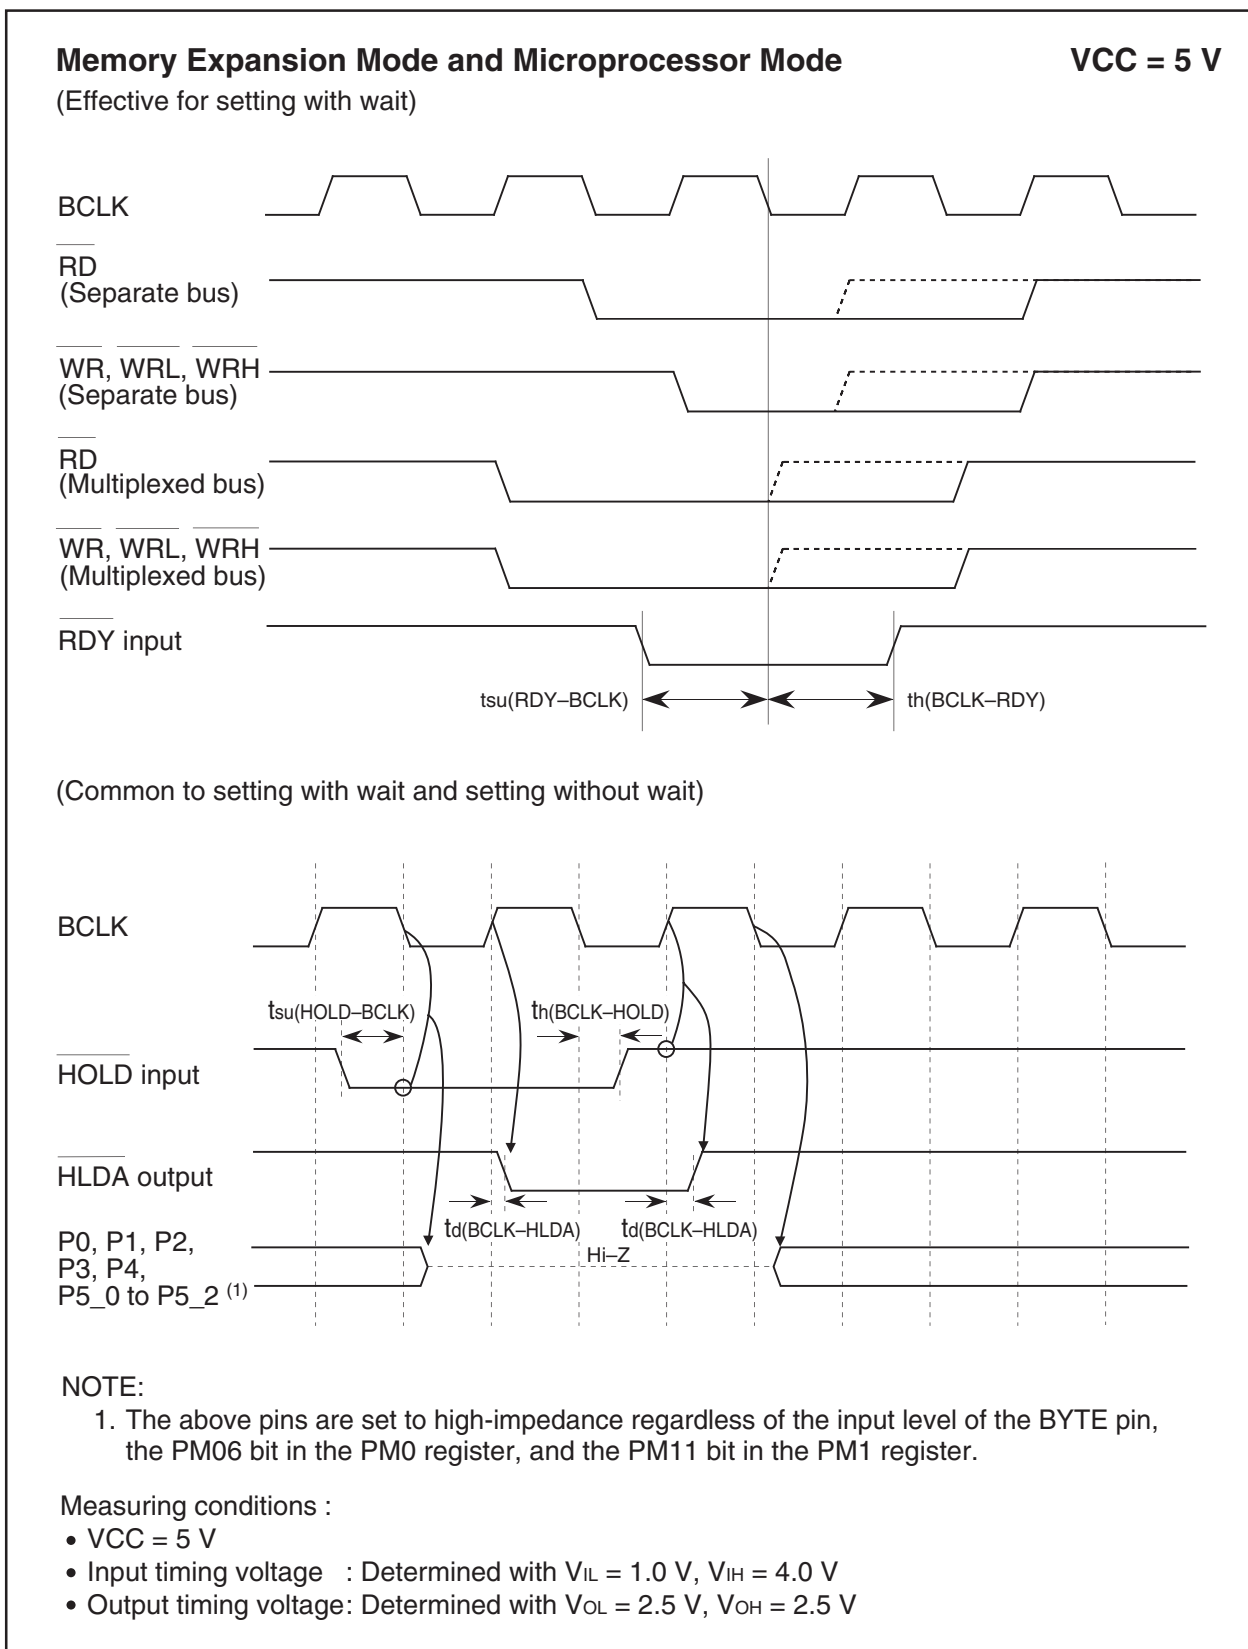 Memory Expansion Mode and Microprocessor Mode VCC = 5 V
(Effective for setting with wait)
BCLK
RD
(Separate bus)
WR, WRL, WRH
(Separate bus)
RD
(Multiplexed bus)
WR, WRL, WRH
(Multiplexed bus)
RDY input
tsu(RDY–BCLK) th(BCLK–RDY)
(Common to setting with wait and setting without wait)
BCLK
tsu(HOLD–BCLK) th(BCLK–HOLD)
HOLD input
HLDA output
td(BCLK–HLDA) td(BCLK–HLDA)
P0, P1, P2,
Hi–Z
P3, P4,
P5_0 to P5_2 (1)
NOTE:
1. The above pins are set to high-impedance regardless of the input level of the BYTE pin,
the PM06 bit in the PM0 register, and the PM11 bit in the PM1 register.
Measuring conditions :
• VCC = 5 V
• Input timing voltage : Determined with VIL = 1.0 V, VIH = 4.0 V
• Output timing voltage: Determined with VOL = 2.5 V, VOH = 2.5 V